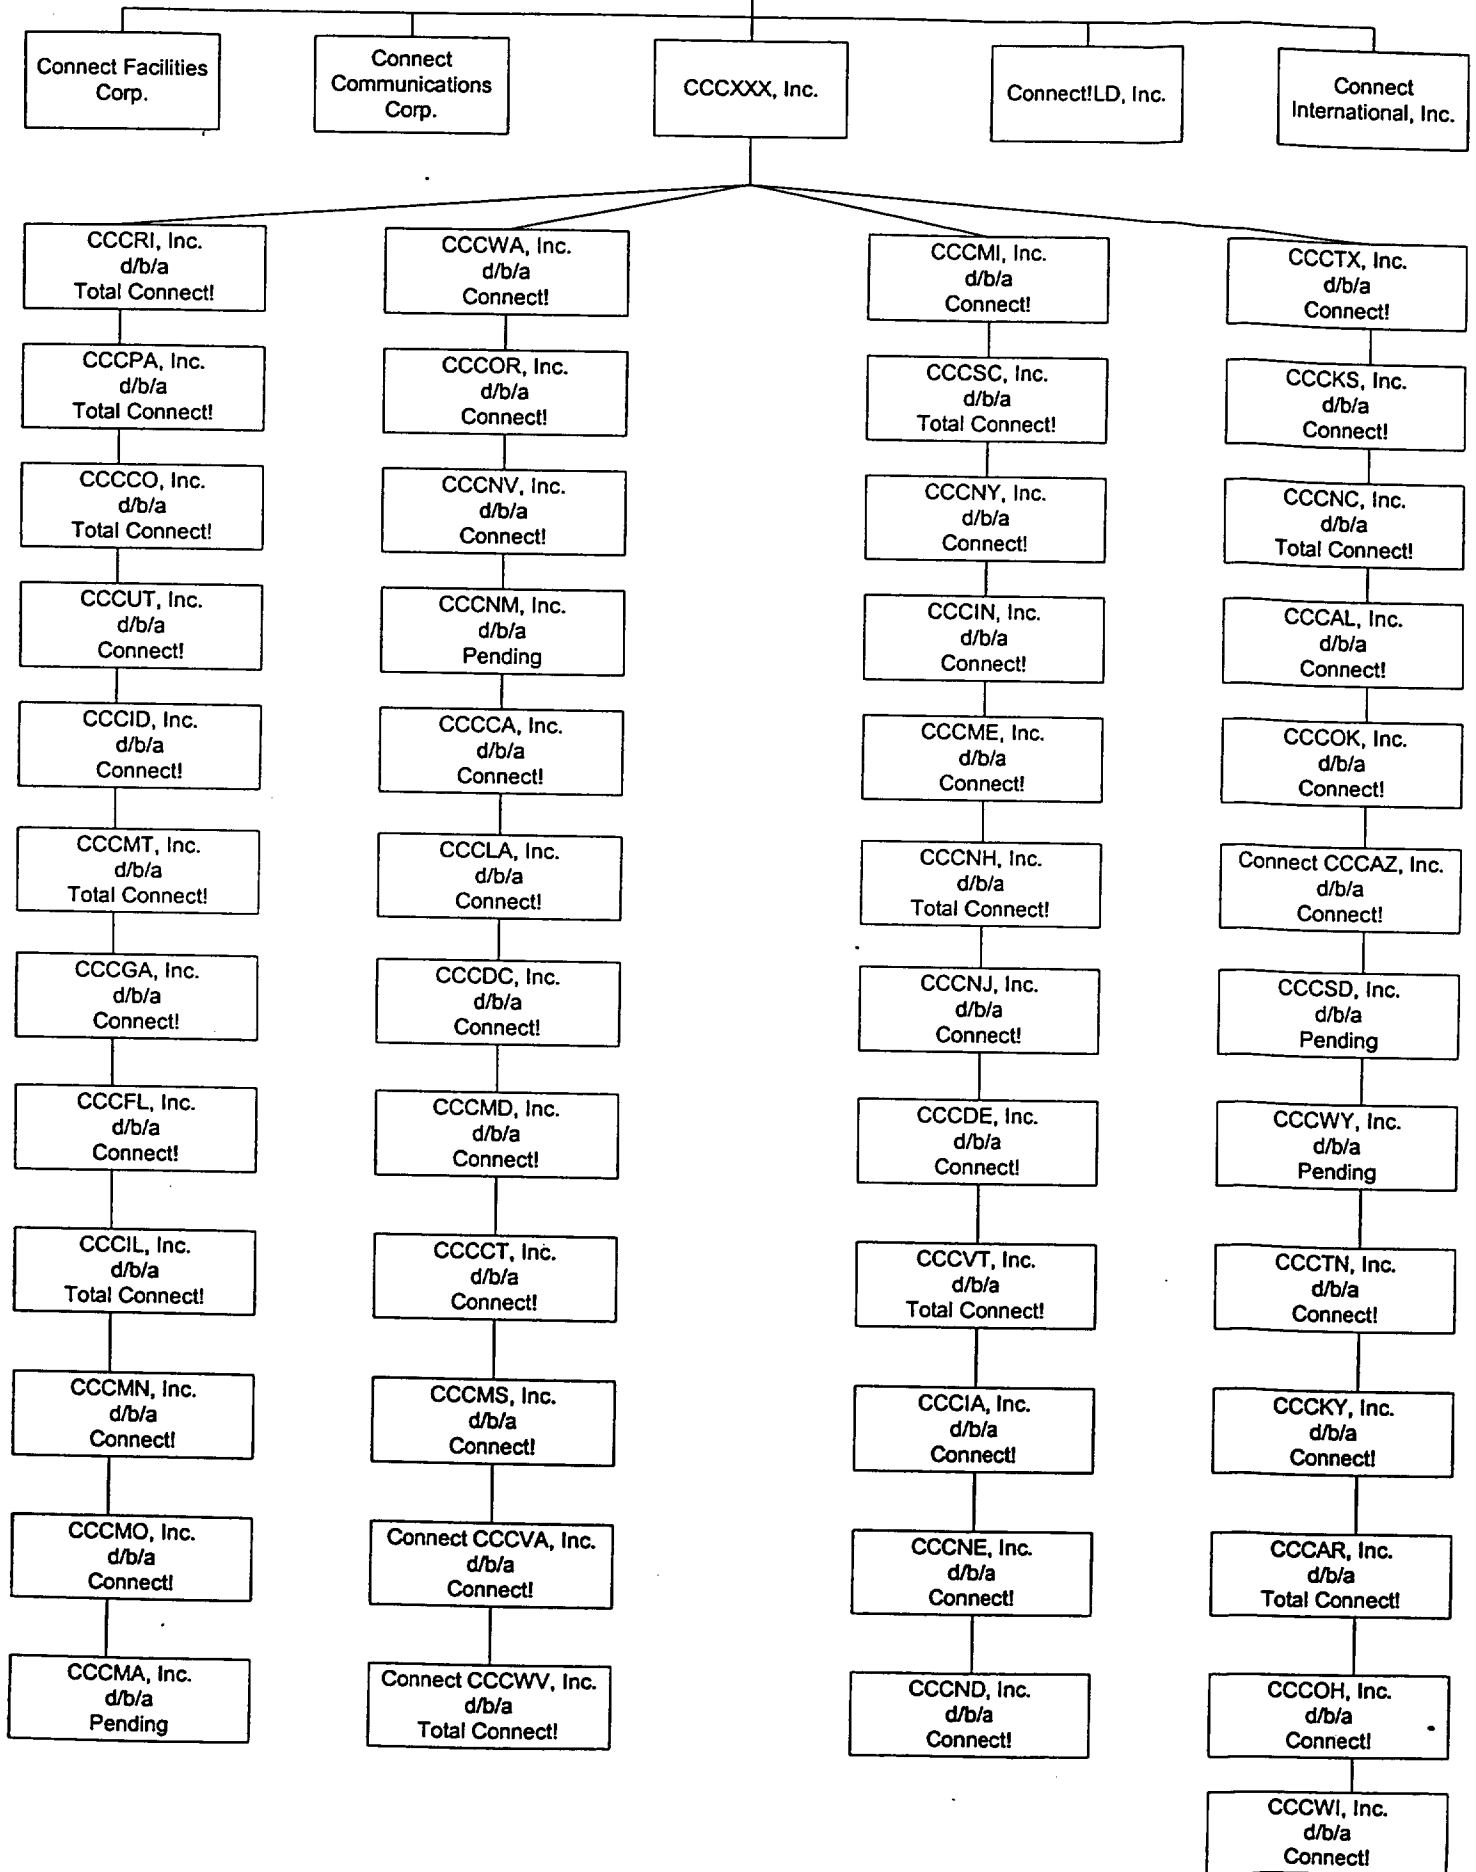 Connect Facilities
Corp.
Connect
Communications
Corp.
CCCXXX, Inc.
Connect!LD, Inc.
Connect
International, Inc.
CCCRI, Inc.
d/b/a
Total Connect!
CCCPA, Inc.
d/b/a
Total Connect!
CCCCO, Inc.
d/b/a
Total Connect!
CCCUT, Inc.
d/b/a
Connect!
CCCID, Inc.
d/b/a
Connect!
CCCMT, Inc.
d/b/a
Total Connect!
CCCGA, Inc.
d/b/a
Connect!
CCCFL, Inc.
d/b/a
Connect!
CCCIL, Inc.
d/b/a
Total Connect!
CCCMN, Inc.
d/b/a
Connect!
CCCMO, Inc.
d/b/a
Connect!
CCCMA, Inc.
d/b/a
Pending
CCCWA, Inc.
d/b/a
Connect!
CCCOR, Inc.
d/b/a
Connect!
CCCNV, Inc.
d/b/a
Connect!
CCCNM, Inc.
d/b/a
Pending
CCCCA, Inc.
d/b/a
Connect!
CCCLA, Inc.
d/b/a
Connect!
CCCDC, Inc.
d/b/a
Connect!
CCCMD, Inc.
d/b/a
Connect!
CCCCT, Inc.
d/b/a
Connect!
CCCMS, Inc.
d/b/a
Connect!
Connect CCCVA, Inc.
d/b/a
Connect!
Connect CCCWV, Inc.
d/b/a
Total Connect!
CCCMI, Inc.
d/b/a
Connect!
CCCSC, Inc.
d/b/a
Total Connect!
CCCNY, Inc.
d/b/a
Connect!
CCCIN, Inc.
d/b/a
Connect!
CCCME, Inc.
d/b/a
Connect!
CCCNH, Inc.
d/b/a
Total Connect!
CCCNJ, Inc.
d/b/a
Connect!
CCCDE, Inc.
d/b/a
Connect!
CCCVT, Inc.
d/b/a
Total Connect!
CCCIA, Inc.
d/b/a
Connect!
CCCNE, Inc.
d/b/a
Connect!
CCCND, Inc.
d/b/a
Connect!
CCCTX, Inc.
d/b/a
Connect!
CCCKS, Inc.
d/b/a
Connect!
CCCNC, Inc.
d/b/a
Total Connect!
CCCAL, Inc.
d/b/a
Connect!
CCCOK, Inc.
d/b/a
Connect!
Connect CCCAZ, Inc.
d/b/a
Connect!
CCCSD, Inc.
d/b/a
Pending
CCCWY, Inc.
d/b/a
Pending
CCCTN, Inc.
d/b/a
Connect!
CCCKY, Inc.
d/b/a
Connect!
CCCAR, Inc.
d/b/a
Total Connect!
CCCOH, Inc.
d/b/a
Connect!
CCCWI, Inc.
d/b/a
Connect!